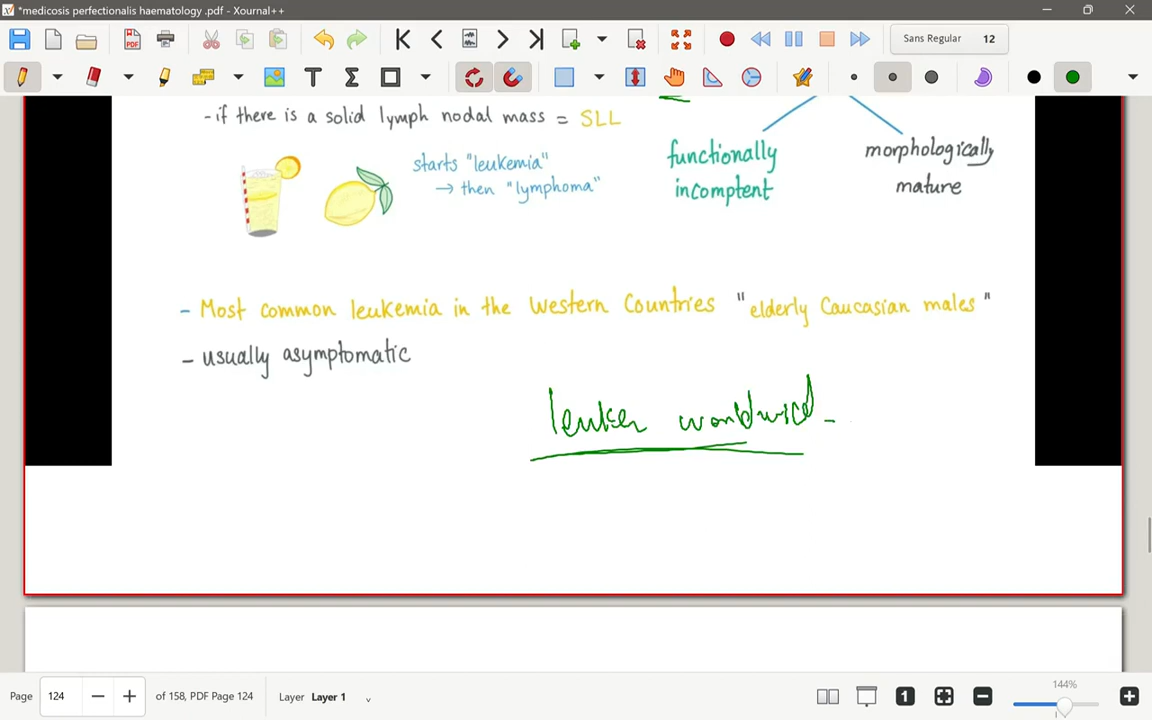 *medicosis perfectionalis haematology .pdf - Xournal++
Sans Regular 12
-if there is a solid lymph nodal mass = SLL
starts "leukemia"
→ then "lymphoma"
functionally
incomptent
morphologically
mature
- Most common leukemia in the Western Countries "elderly Caucasian males"
- usually asymptomatic
Page 124 of 158, PDF Page 124 Layer Layer 1 144%